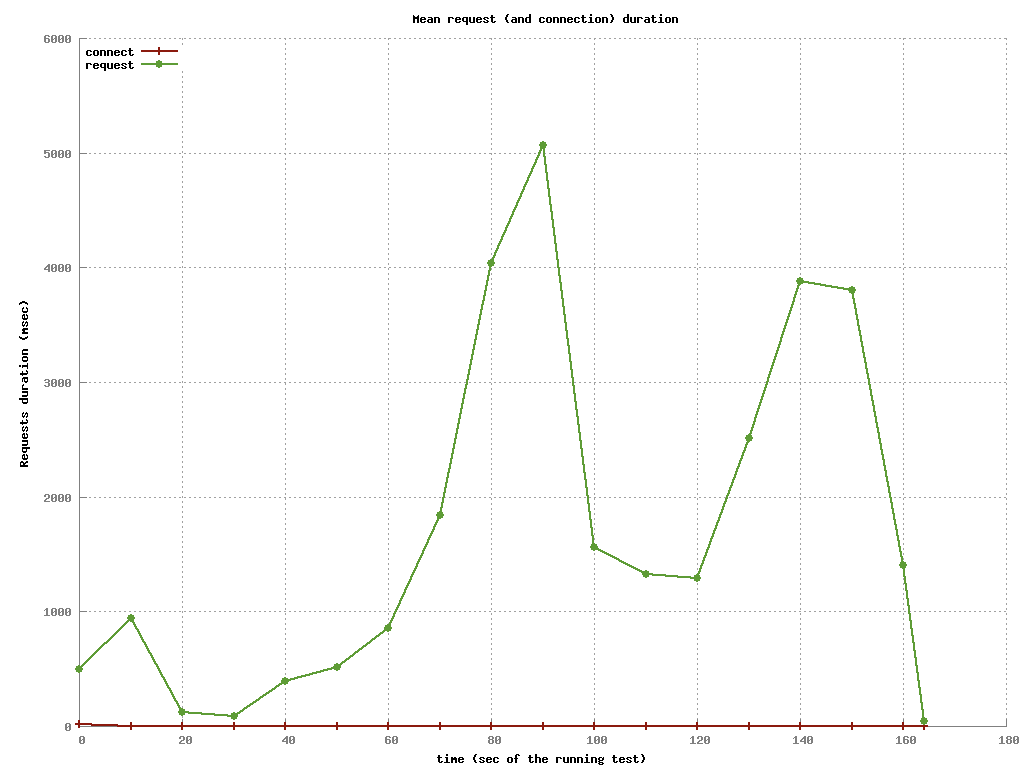 Mean request (and connection) duration
6000
connect
request
5000
4000
3000
2000
1000
0
Requests duration (msec)
0 20 40 60 80 100 120 140 160 180
time (sec of the running test)